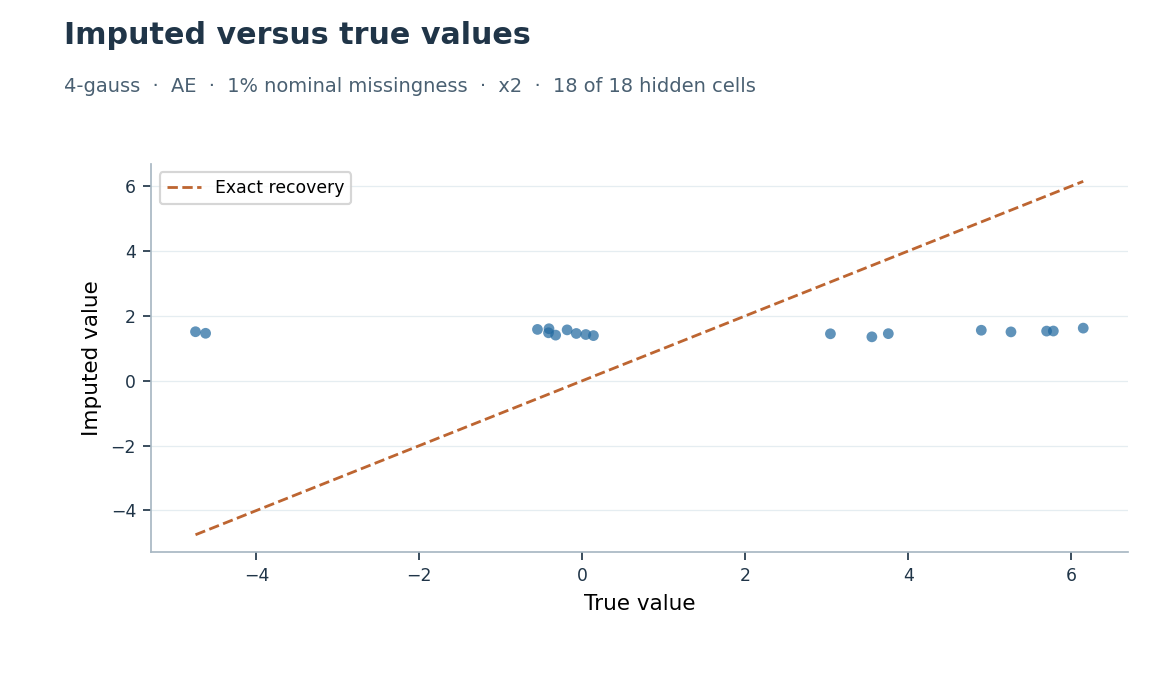 Imputed versus true values
4-gauss · AE · 1% nominal missingness · x2 · 18 of 18 hidden cells
Exact recovery
6
4
2
0
−2
−4
Imputed value
−4 −2 0 2 4 6
True value